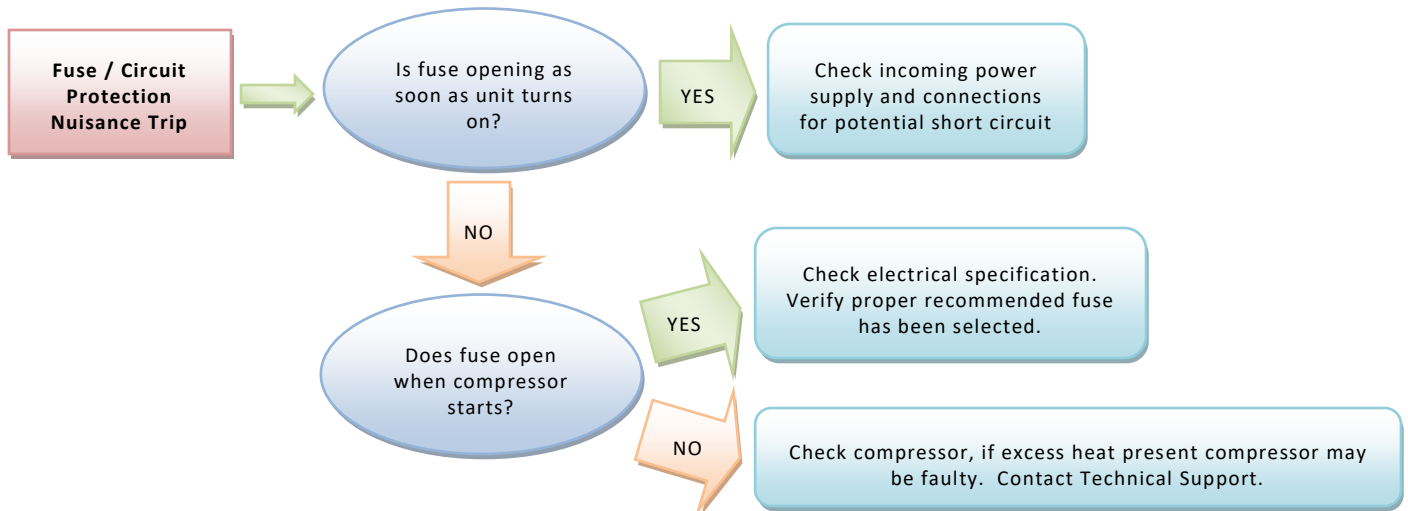 Fuse / Circuit
Protection
Nuisance Trip
Is fuse opening as
soon as unit turns
on?
YES
Check incoming power
supply and connections
for potential short circuit
NO
Does fuse open
when compressor
starts?
YES
Check electrical specification.
Verify proper recommended fuse
has been selected.
NO
Check compressor, if excess heat present compressor may
be faulty.  Contact Technical Support.